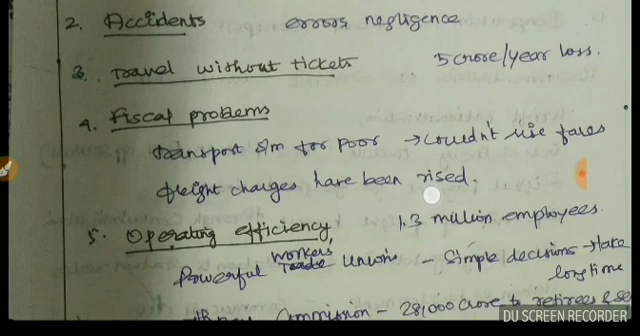 2. Accidents errors negligence
3. Travel without tickets 5 crore/year loss.
4. Fiscal problems
transport s/m for poor → couldn't rise fares
freight charges have been rised.
1.3 million employees.
5. Operating efficiency
Powerful workers trade unions - simple decisions - take
long time
Commission - 28,000 crore to retirees &
DU SCREEN RECORDER